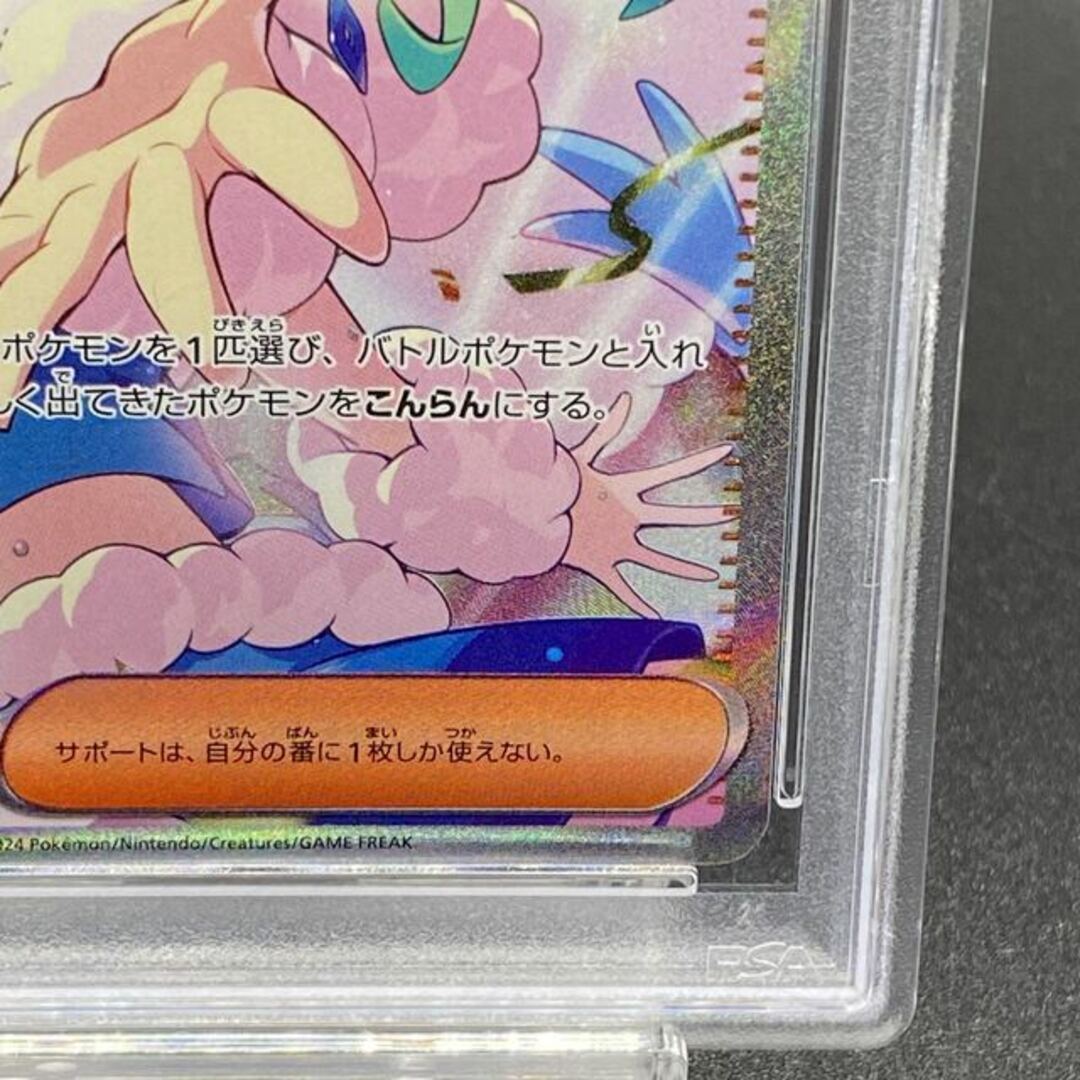 ポケモンを1匹選び、バトルポケモンと入れ
しく出てきたポケモンをこんらんにする。
サポートは、自分の番に1枚しか使えない。
24 Pokémon/Nintendo/Creatures/GAME FREAK
PSA